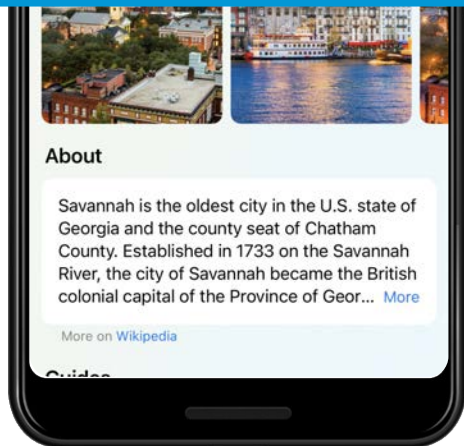 About
Savannah is the oldest city in the U.S. state of
Georgia and the county seat of Chatham
County. Established in 1733 on the Savannah
River, the city of Savannah became the British
colonial capital of the Province of Geor... More
More on Wikipedia
Guides